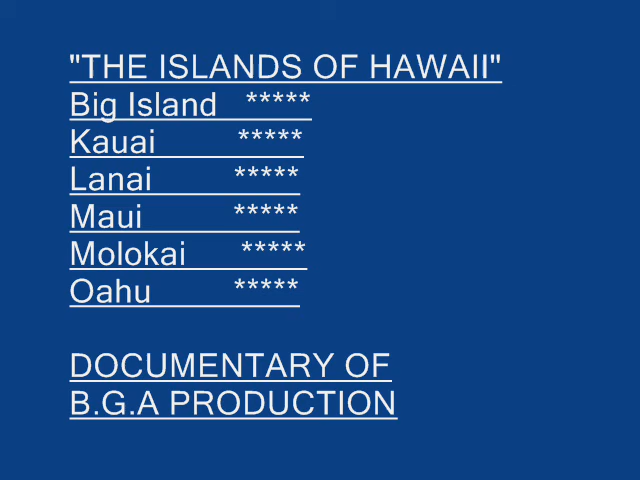 "THE ISLANDS OF HAWAII"
Big Island *****
Kauai *****
Lanai *****
Maui *****
Molokai *****
Oahu *****
DOCUMENTARY OF
B.G.A PRODUCTION